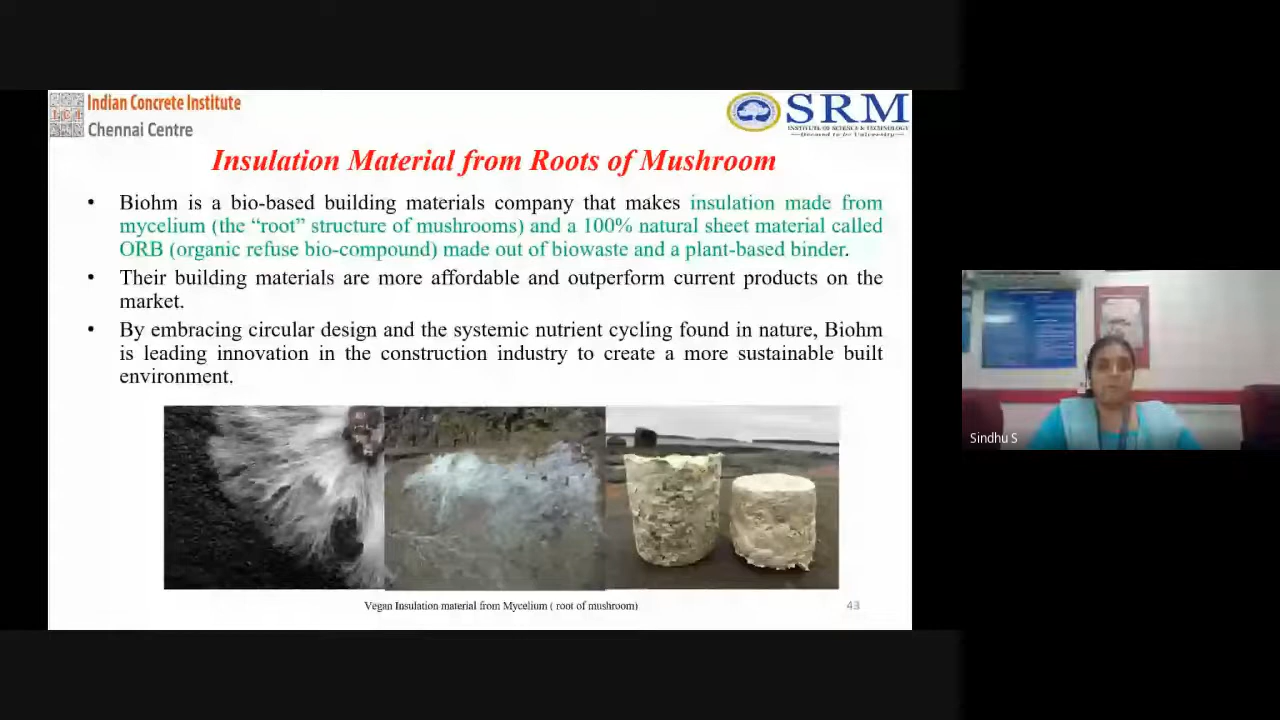 Indian Concrete Institute
Chennai Centre
SRM
INSTITUTE OF SCIENCE & TECHNOLOGY
Insulation Material from Roots of Mushroom
• Biohm is a bio-based building materials company that makes insulation made from
mycelium (the “root” structure of mushrooms) and a 100% natural sheet material called
ORB (organic refuse bio-compound) made out of biowaste and a plant-based binder.
• Their building materials are more affordable and outperform current products on the
market.
• By embracing circular design and the systemic nutrient cycling found in nature, Biohm
is leading innovation in the construction industry to create a more sustainable built
environment.
Vegan Insulation material from Mycelium ( root of mushroom)
43
Sindhu S